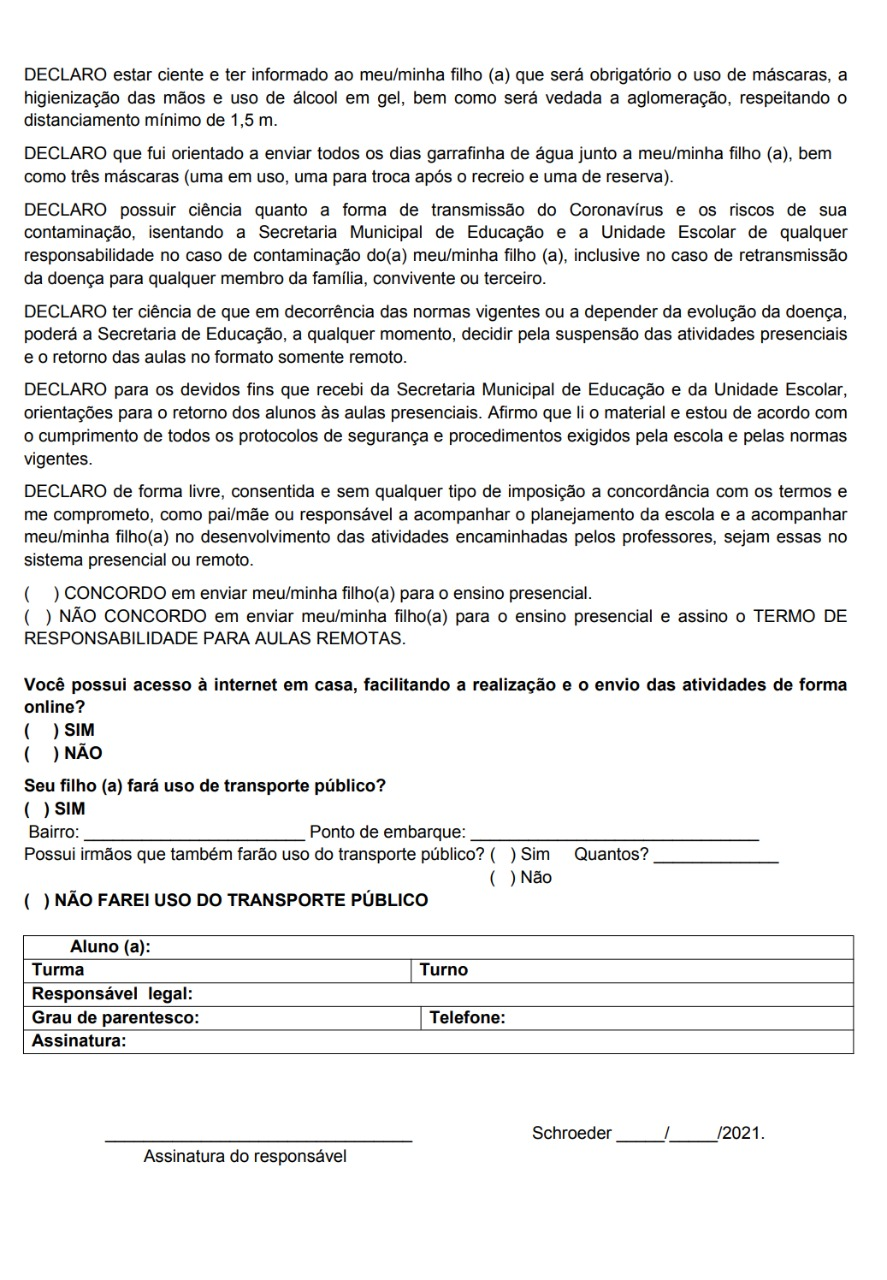 DECLARO estar ciente e ter informado ao meu/minha filho (a) que será obrigatório o uso de máscaras, a
higienização das mãos e uso de álcool em gel, bem como será vedada a aglomeração, respeitando o
distanciamento mínimo de 1,5 m.
DECLARO que fui orientado a enviar todos os dias garrafinha de água junto a meu/minha filho (a), bem
como três máscaras (uma em uso, uma para troca após o recreio e uma de reserva).
DECLARO possuir ciência quanto a forma de transmissão do Coronavírus e os riscos de sua
contaminação, isentando a Secretaria Municipal de Educação e a Unidade Escolar de qualquer
responsabilidade no caso de contaminação do(a) meu/minha filho (a), inclusive no caso de retransmissão
da doença para qualquer membro da família, convivente ou terceiro.
DECLARO ter ciência de que em decorrência das normas vigentes ou a depender da evolução da doença,
poderá a Secretaria de Educação, a qualquer momento, decidir pela suspensão das atividades presenciais
e o retorno das aulas no formato somente remoto.
DECLARO para os devidos fins que recebi da Secretaria Municipal de Educação e da Unidade Escolar,
orientações para o retorno dos alunos às aulas presenciais. Afirmo que li o material e estou de acordo com
o cumprimento de todos os protocolos de segurança e procedimentos exigidos pela escola e pelas normas
vigentes.
DECLARO de forma livre, consentida e sem qualquer tipo de imposição a concordância com os termos e
me comprometo, como pai/mãe ou responsável a acompanhar o planejamento da escola e a acompanhar
meu/minha filho(a) no desenvolvimento das atividades encaminhadas pelos professores, sejam essas no
sistema presencial ou remoto.
(    ) CONCORDO em enviar meu/minha filho(a) para o ensino presencial.
(  ) NÃO CONCORDO em enviar meu/minha filho(a) para o ensino presencial e assino o TERMO DE
RESPONSABILIDADE PARA AULAS REMOTAS.
Você possui acesso à internet em casa, facilitando a realização e o envio das atividades de forma
online?
(    ) SIM
(    ) NÃO
Seu filho (a) fará uso de transporte público?
(  ) SIM
Bairro: _______________________ Ponto de embarque: ______________________________
Possui irmãos que também farão uso do transporte público? (  ) Sim    Quantos? _____________
(  ) Não
(  ) NÃO FAREI USO DO TRANSPORTE PÚBLICO
Aluno (a):
Turma    Turno
Responsável legal:
Grau de parentesco:    Telefone:
Assinatura:
________________________________    Schroeder _____/_____/2021.
Assinatura do responsável